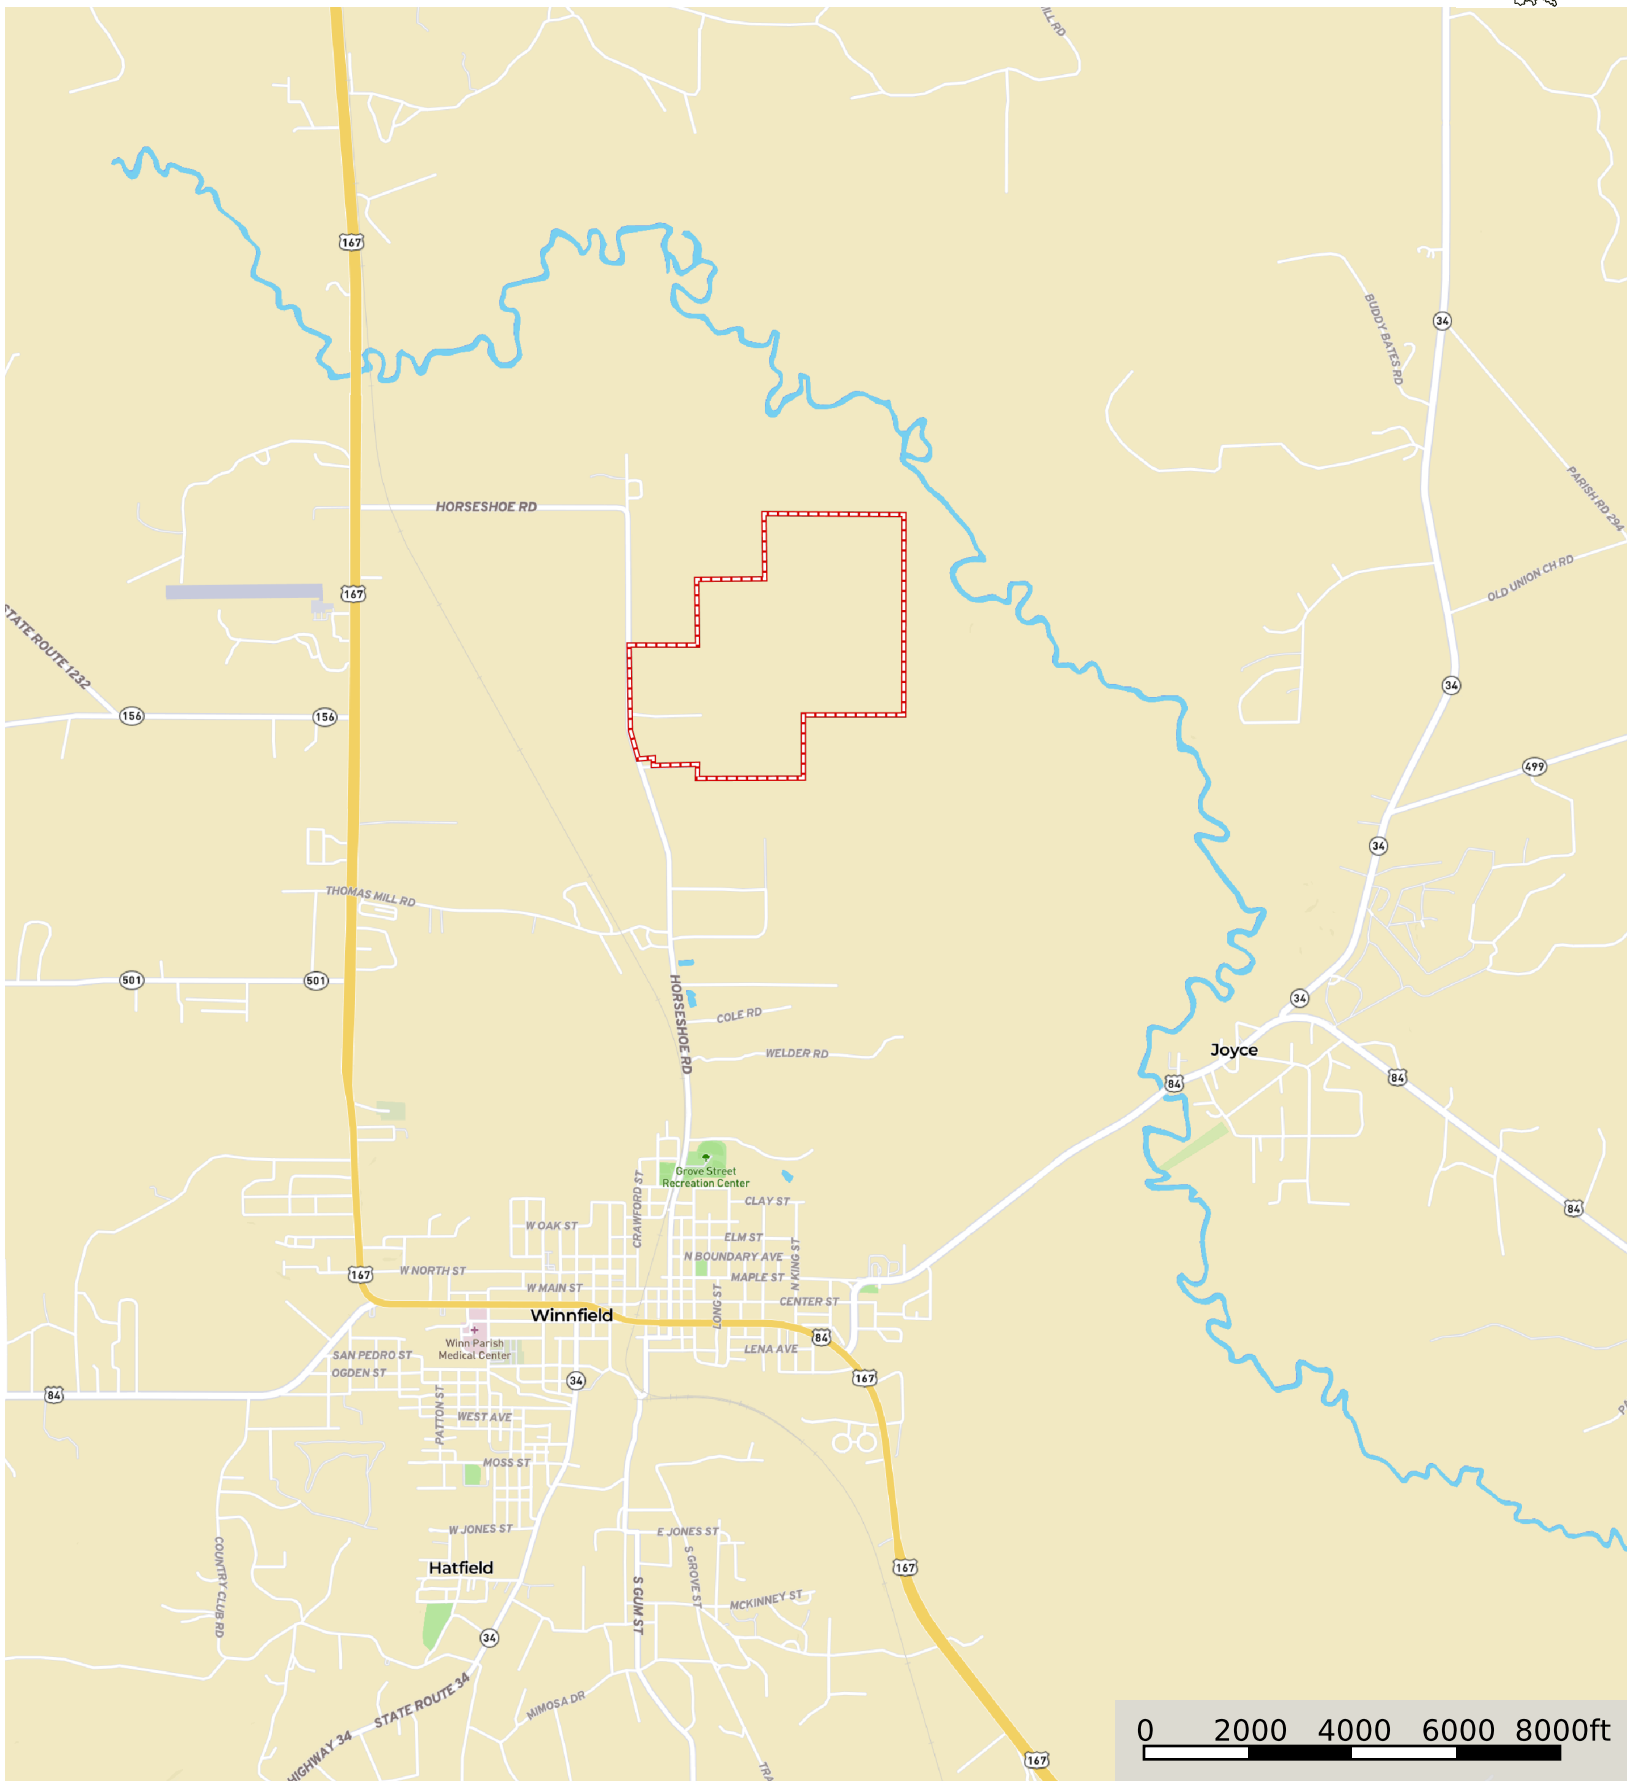 167
34
BUDDY BATES RD
HORSESHOE RD
PARISH RD 294
167
OLD UNION CH RD
STATE ROUTE 1232
34
156
156
499
34
THOMAS MILL RD
501
501
34
HORSESHOE RD
COLE RD
Joyce
WELDER RD
84
84
Grove Street
Recreation Center
CRAWFORD ST
CLAY ST
84
W OAK ST
ELM ST
N BOUNDARY AVE
N KING ST
W NORTH ST
167
MAPLE ST
W MAIN ST
LONG ST
CENTER ST
Winnfield
84
Winn Parish
Medical Center
LENA AVE
SAN PEDRO ST
OGDEN ST
167
34
84
PATTON ST
WEST AVE
MOSS ST
W JONES ST
E JONES ST
COUNTRY CLUB RD
Hatfield
S GROVE ST
167
S GUM ST
MCKINNEY ST
34
STATE ROUTE 34
MIMOSA DR
HIGHWAY 34
167
0 2000 4000 6000 8000ft